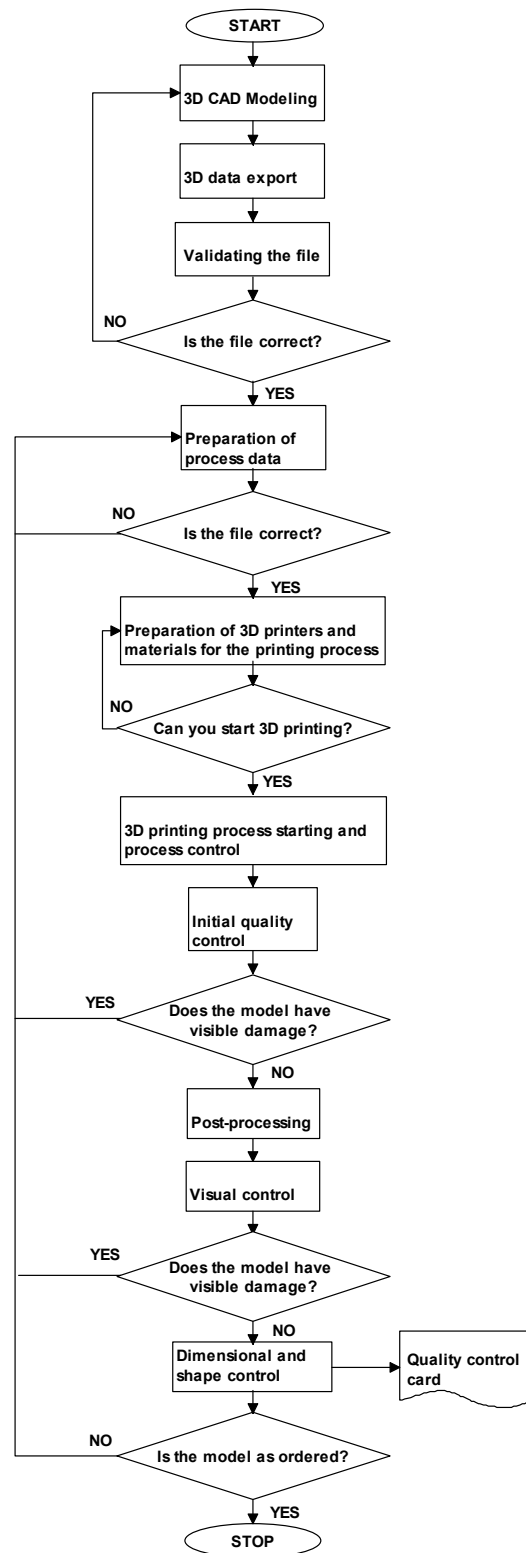 START
3D CAD Modeling
3D data export
Validating the file
NO
Is the file correct?
YES
Preparation of
process data
NO
Is the file correct?
YES
Preparation of 3D printers and
materials for the printing process
NO
Can you start 3D printing?
YES
3D printing process starting and
process control
Initial quality
control
YES
Does the model have
visible damage?
NO
Post-processing
Visual control
YES
Does the model have
visible damage?
NO
Dimensional and
shape control
Quality control
card
NO
Is the model as ordered?
YES
STOP